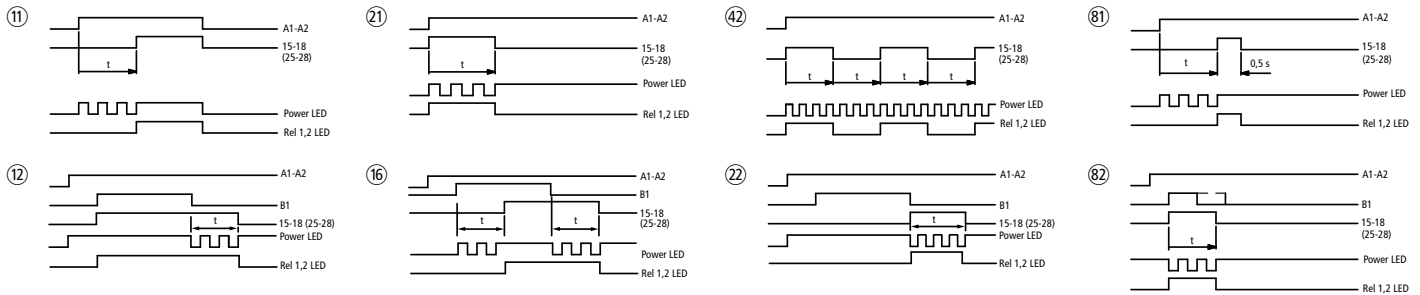 11
A1-A2
15-18
(25-28)
t
Power LED
Rel 1,2 LED
21
A1-A2
15-18
(25-28)
t
Power LED
Rel 1,2 LED
42
A1-A2
15-18
(25-28)
t t t t
Power LED
Rel 1,2 LED
81
A1-A2
15-18
(25-28)
t 0,5 s
Power LED
Rel 1,2 LED
12
A1-A2
B1
t
15-18 (25-28)
Power LED
Rel 1,2 LED
16
A1-A2
B1
15-18
(25-28)
t t
Power LED
Rel 1,2 LED
22
A1-A2
B1
t
15-18 (25-28)
Power LED
Rel 1,2 LED
82
A1-A2
B1
15-18
(25-28)
t
Power LED
Rel 1,2 LED